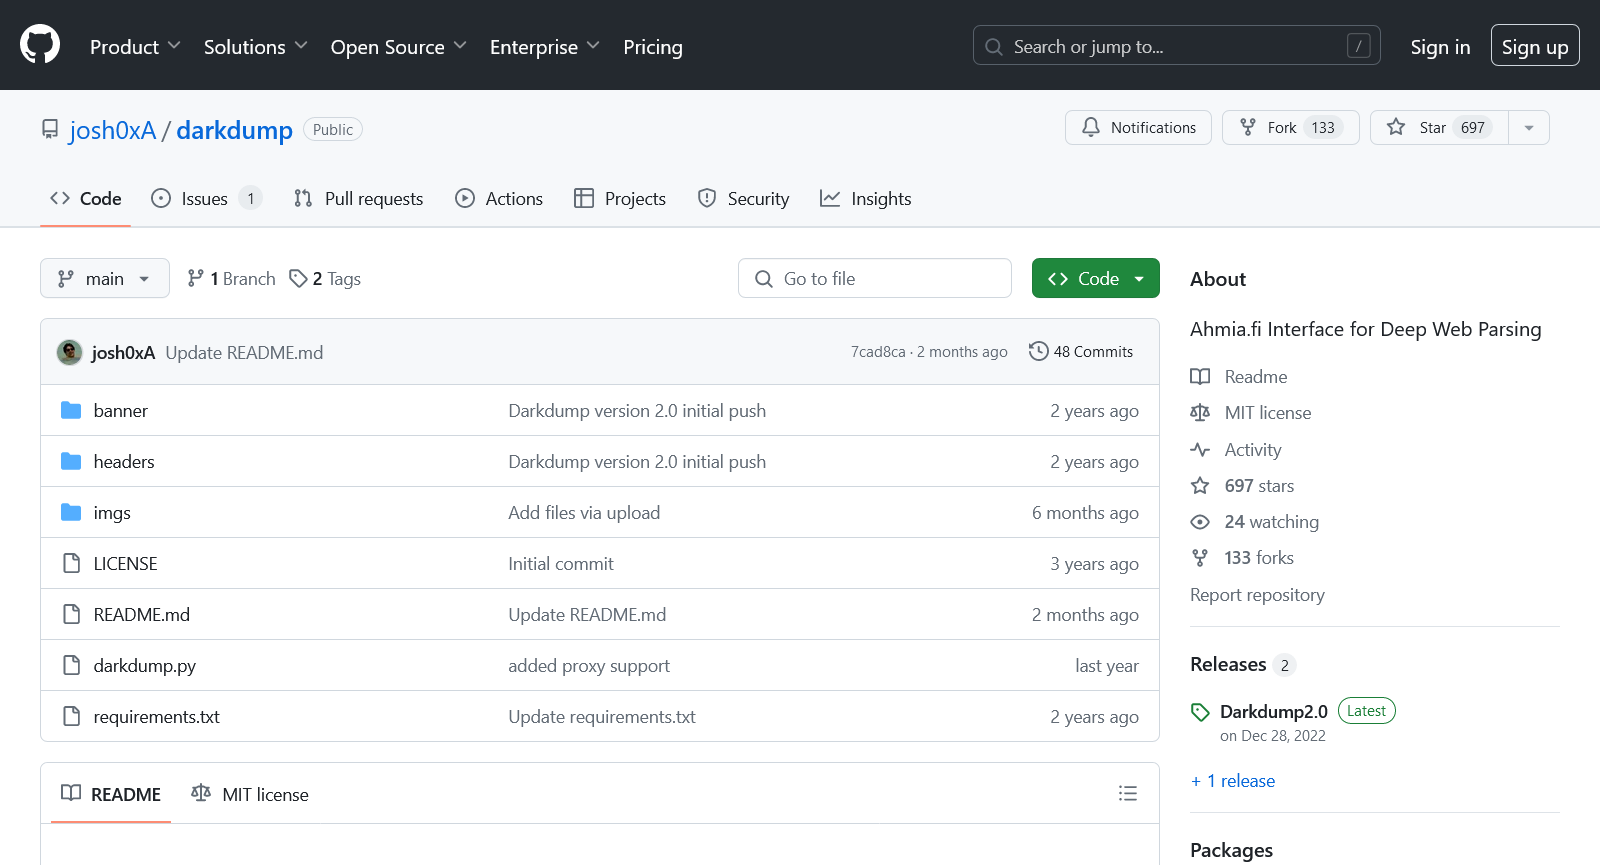 Product Solutions Open Source Enterprise Pricing Search or jump to... / Sign in Sign up
josh0xA / darkdump Public Notifications Fork 133 Star 697
Code Issues 1 Pull requests Actions Projects Security Insights
main 1 Branch 2 Tags Go to file Code
josh0xA Update README.md 7cad8ca · 2 months ago 48 Commits
banner Darkdump version 2.0 initial push 2 years ago
headers Darkdump version 2.0 initial push 2 years ago
imgs Add files via upload 6 months ago
LICENSE Initial commit 3 years ago
README.md Update README.md 2 months ago
darkdump.py added proxy support last year
requirements.txt Update requirements.txt 2 years ago
README MIT license
About
Ahmia.fi Interface for Deep Web Parsing
Readme
MIT license
Activity
697 stars
24 watching
133 forks
Report repository
Releases 2
Darkdump2.0 Latest
on Dec 28, 2022
+ 1 release
Packages